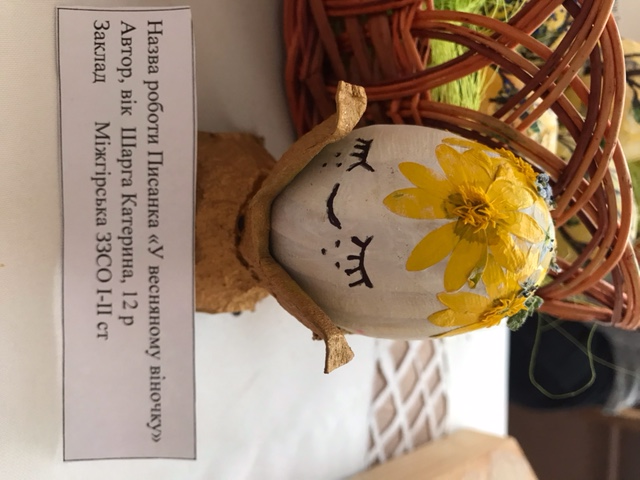 Назва роботи Писанка «У весняному віночку»
Автор, вік Шарга Катерина, 12 р
Заклад Міжгірська ЗЗСО І-ІІ ст